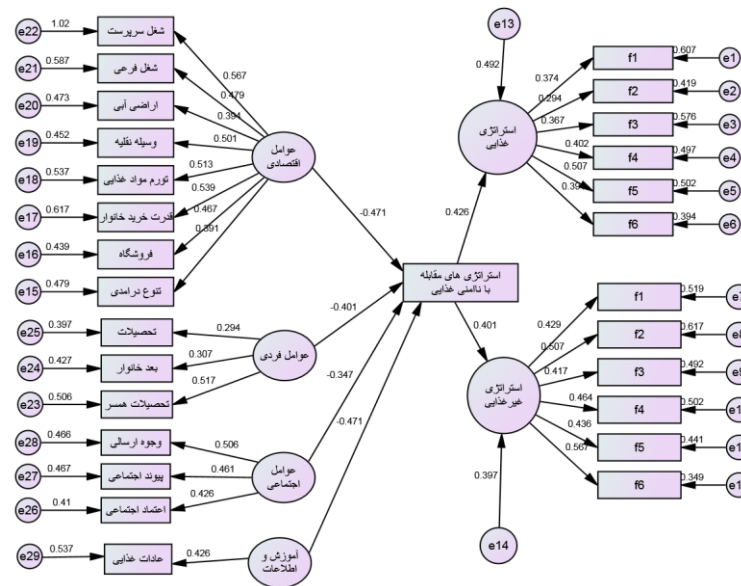 e22 1.02 شغل سرپرست 0.567
e21 0.587 شغل فرعی 0.479
e20 0.473 اراضی آبی 0.394
e19 0.452 وسیله نقلیه 0.501
e18 0.537 تورم مواد غذایی 0.513
e17 0.617 قدرت خرید خانوار 0.539
e16 0.439 فروشگاه 0.467
e15 0.479 تنوع درامدی 0.391
عوامل
اقتصادی
-0.471
e25 0.397 تحصیلات 0.294
e24 0.427 بعد خانوار 0.307
e23 0.506 تحصیلات همسر 0.517
عوامل فردی
-0.401
e28 0.466 وجوه ارسالی 0.506
e27 0.467 پیوند اجتماعی 0.461
e26 0.41 اعتماد اجتماعی 0.426
عوامل
اجتماعی
-0.347
e29 0.537 عادات غذایی 0.426
آموزش و
اطلاعات
-0.471
استراتژی های مقابله
با ناامنی غذایی
0.426
0.401
e13
0.492
استراتژی
غذایی
0.374 f1 0.607 e1
0.294 f2 0.419 e2
0.367 f3 0.576 e3
0.402 f4 0.497 e4
0.507 f5 0.502 e5
0.39 f6 0.394 e6
استراتژی
غیرغذایی
0.429 f1 0.519
0.507 f2 0.617
0.417 f3 0.492
0.464 f4 0.502
0.436 f5 0.441
0.567 f6 0.349
0.397
e14